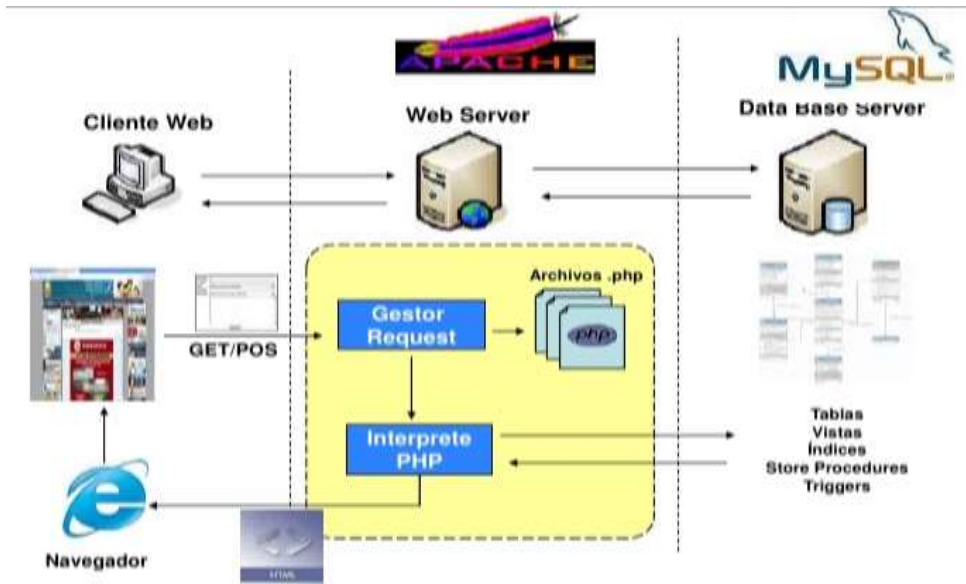 APACHE
MySQL
Cliente Web
Web Server
Data Base Server
Archivos .php
Gestor
Request
php
GET/POS
Interprete
PHP
Tablas
Vistas
Índices
Store Procedures
Triggers
Navegador
HTML